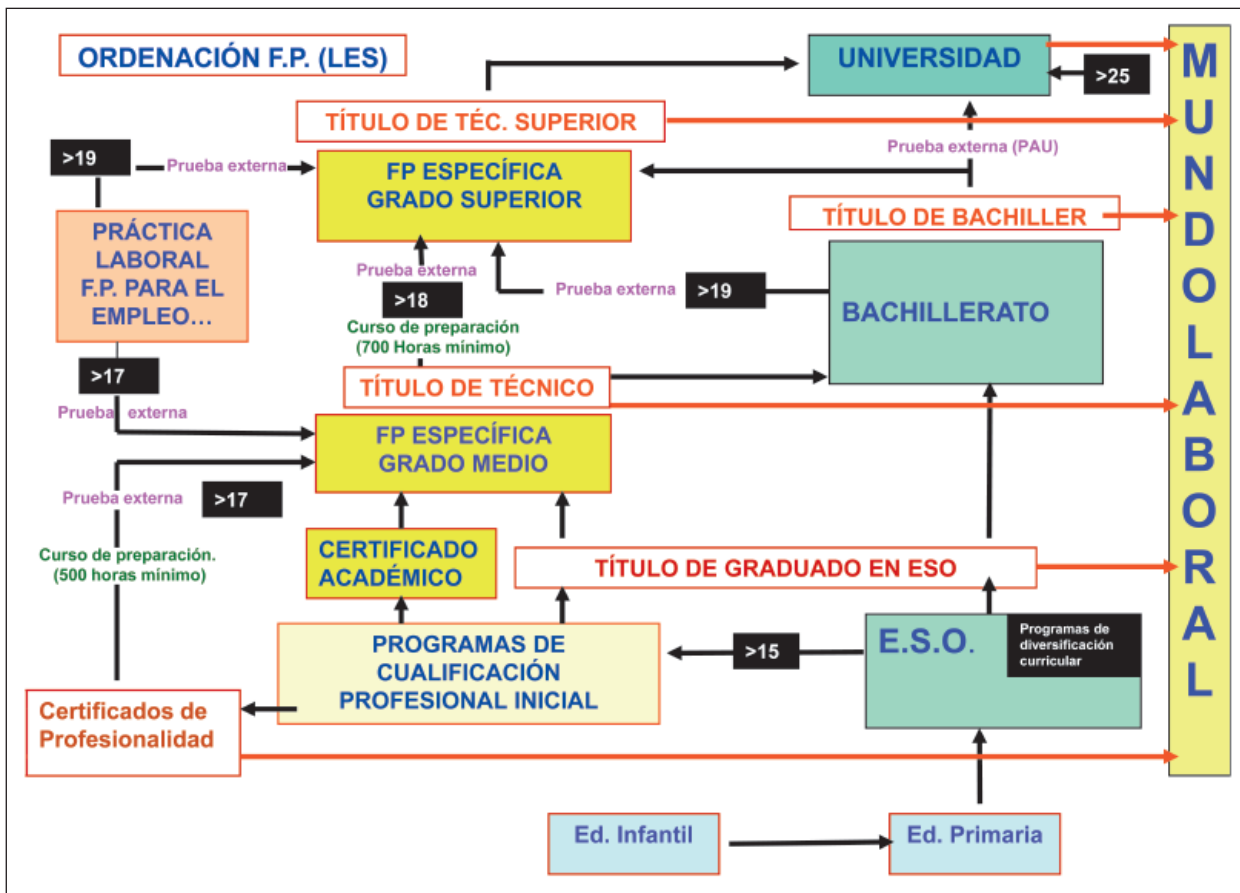 ORDENACIÓN F.P. (LES)
UNIVERSIDAD
>25
TÍTULO DE TÉC. SUPERIOR
Prueba externa (PAU)
>19
Prueba externa
FP ESPECÍFICA
GRADO SUPERIOR
TÍTULO DE BACHILLER
PRÁCTICA
LABORAL
F.P. PARA EL
EMPLEO...
Prueba externa
>18
Curso de preparación
(700 Horas mínimo)
Prueba externa
>19
BACHILLERATO
>17
Prueba externa
TÍTULO DE TÉCNICO
FP ESPECÍFICA
GRADO MEDIO
Prueba externa
>17
Curso de preparación.
(500 horas mínimo)
CERTIFICADO
ACADÉMICO
TÍTULO DE GRADUADO EN ESO
PROGRAMAS DE
CUALIFICACIÓN
PROFESIONAL INICIAL
>15
E.S.O.
Programas de
diversificación
curricular
Certificados de
Profesionalidad
Ed. Infantil
Ed. Primaria
M
U
N
D
O
L
A
B
O
R
A
L